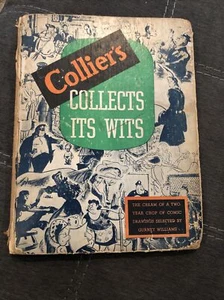 Collier's
COLLECTS
ITS WITS
THE CREAM OF A TWO
YEAR CROP OF COMIC
DRAWINGS SELECTED BY
GURNEY WILLIAMS